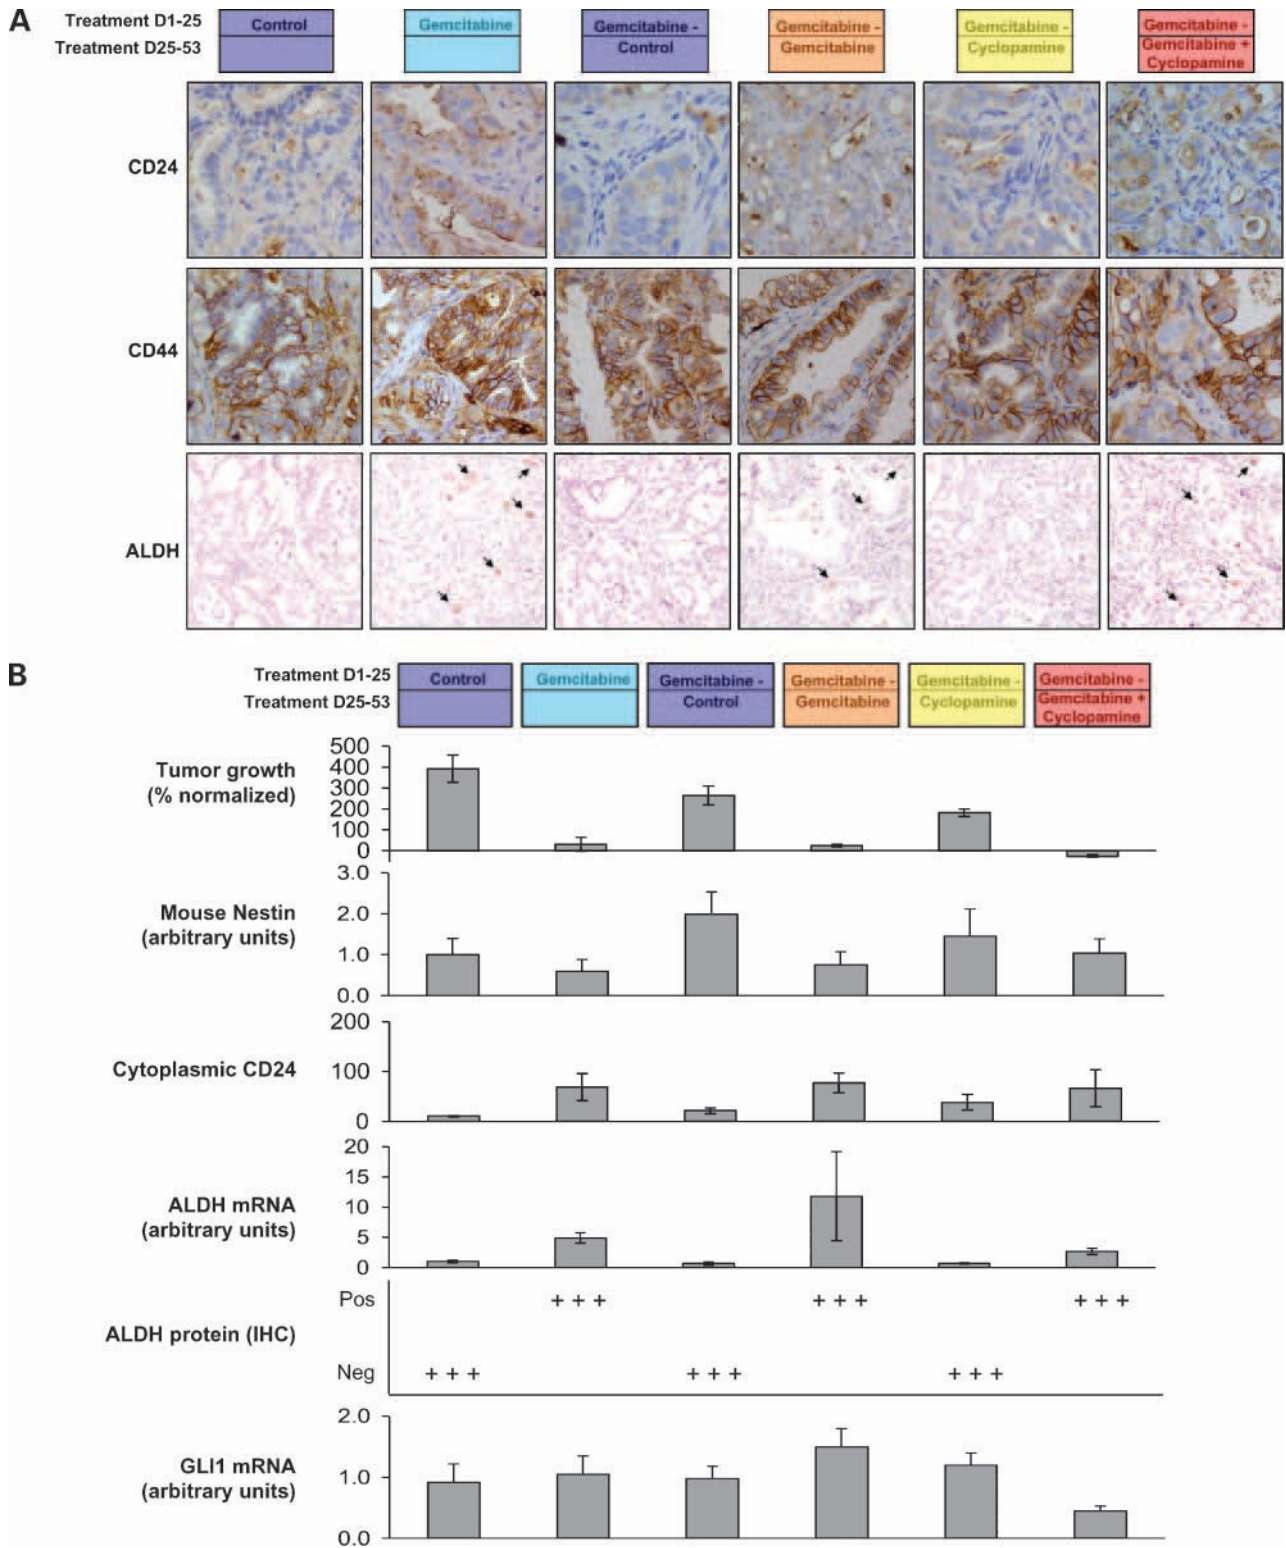 A
Treatment D1-25
Treatment D25-53
Control
Gemcitabine
Gemcitabine -
Control
Gemcitabine -
Gemcitabine
Gemcitabine -
Cyclopamine
Gemcitabine -
Gemcitabine +
Cyclopamine
CD24
CD44
ALDH
B
Treatment D1-25
Treatment D25-53
Control
Gemcitabine
Gemcitabine -
Control
Gemcitabine -
Gemcitabine
Gemcitabine -
Cyclopamine
Gemcitabine -
Gemcitabine +
Cyclopamine
Tumor growth
(% normalized)
500
400
300
200
100
0
Mouse Nestin
(arbitrary units)
3.0
2.0
1.0
0.0
Cytoplasmic CD24
200
100
0
ALDH mRNA
(arbitrary units)
20
15
10
5
0
ALDH protein (IHC)
Pos
+ + +
+ + +
+ + +
Neg
+ + +
+ + +
+ + +
GLI1 mRNA
(arbitrary units)
2.0
1.0
0.0